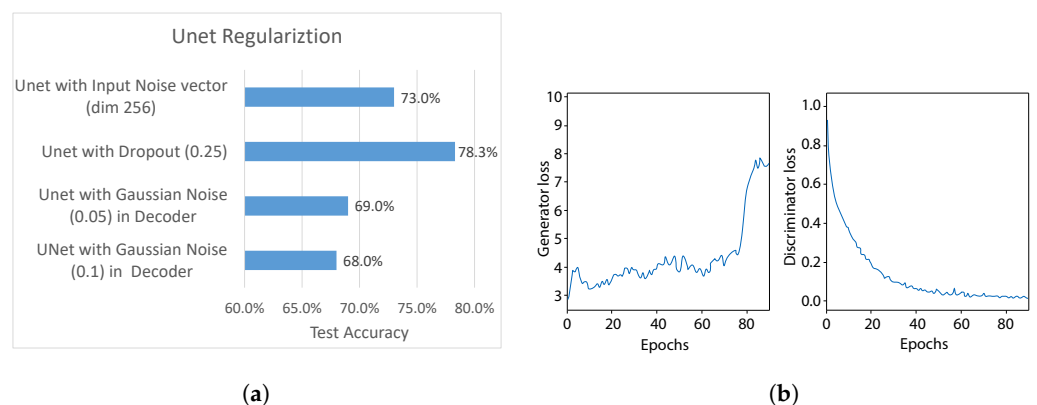 Unet Regulariztion
Unet with Input Noise vector
(dim 256)
73.0%
Unet with Dropout (0.25)
78.3%
Unet with Gaussian Noise
(0.05) in Decoder
69.0%
UNet with Gaussian Noise
(0.1) in Decoder
68.0%
60.0% 65.0% 70.0% 75.0% 80.0%
Test Accuracy
(a)
Generator loss
10
9
8
7
6
5
4
3
0 20 40 60 80
Epochs
Discriminator loss
1.0
0.8
0.6
0.4
0.2
0.0
0 20 40 60 80
Epochs
(b)